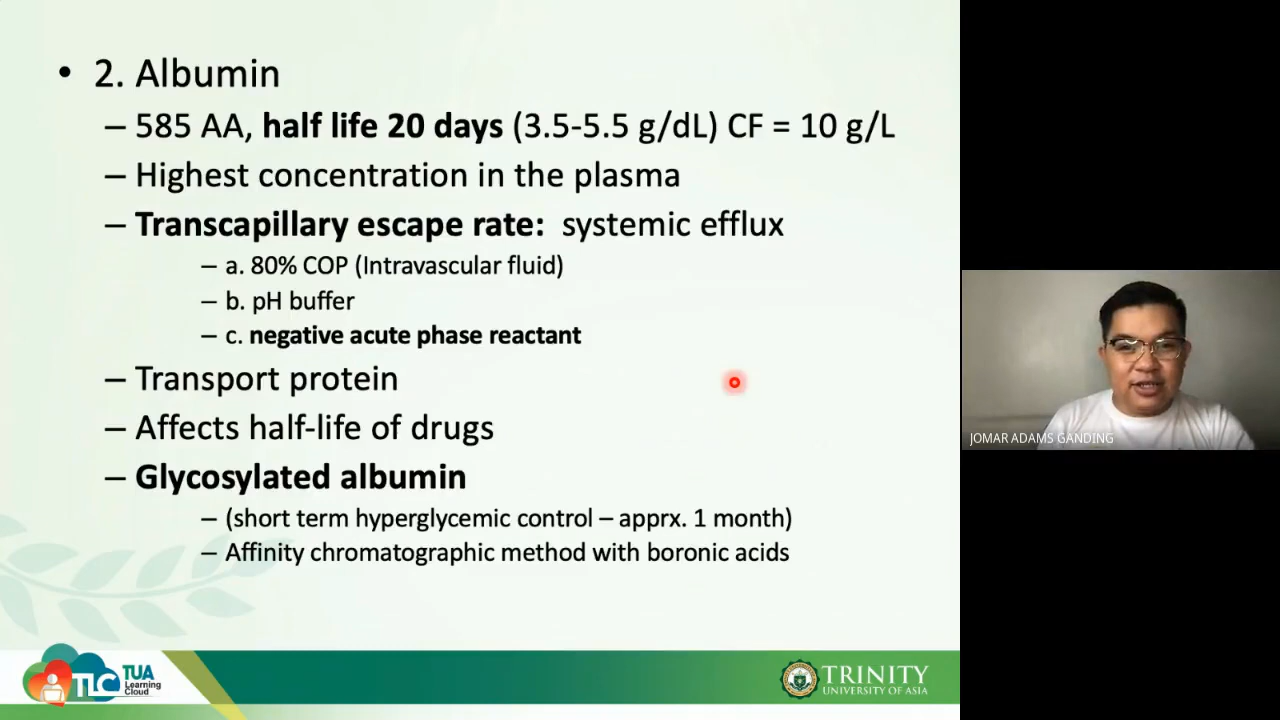 • 2. Albumin
– 585 AA, half life 20 days (3.5-5.5 g/dL) CF = 10 g/L
– Highest concentration in the plasma
– Transcapillary escape rate: systemic efflux
– a. 80% COP (Intravascular fluid)
– b. pH buffer
– c. negative acute phase reactant
– Transport protein
– Affects half-life of drugs
– Glycosylated albumin
– (short term hyperglycemic control – apprx. 1 month)
– Affinity chromatographic method with boronic acids
JOMAR ADAMS GANDING
TLC
TUA
Learning
Cloud
TRINITY
UNIVERSITY OF ASIA